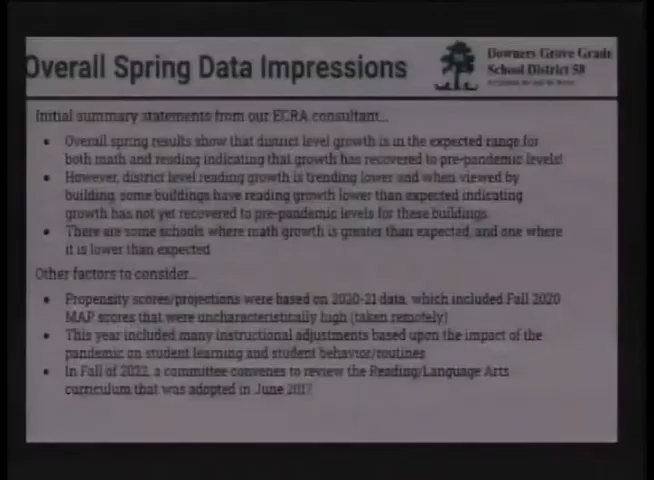 Overall Spring Data Impressions
Downers Grove Grade
School District 58
Initial summary statements from our ECRA consultant...
• Overall spring results show that district level growth is in the expected range for
both math and reading indicating that growth has recovered to pre-pandemic levels!
• However, district level reading growth is trending lower and when viewed by
building, some buildings have reading growth lower than expected indicating
growth has not yet recovered to pre-pandemic levels for these buildings.
• There are some schools where math growth is greater than expected, and one where
it is lower than expected
Other factors to consider...
• Propensity scores/projections were based on 2020-21 data, which included Fall 2020
MAP scores that were uncharacteristically high (taken remotely)
• This year included many instructional adjustments based upon the impact of the
pandemic on student learning and student behavior/routines
• In Fall of 2022, a committee convenes to review the Reading/Language Arts
curriculum that was adopted in June 2017